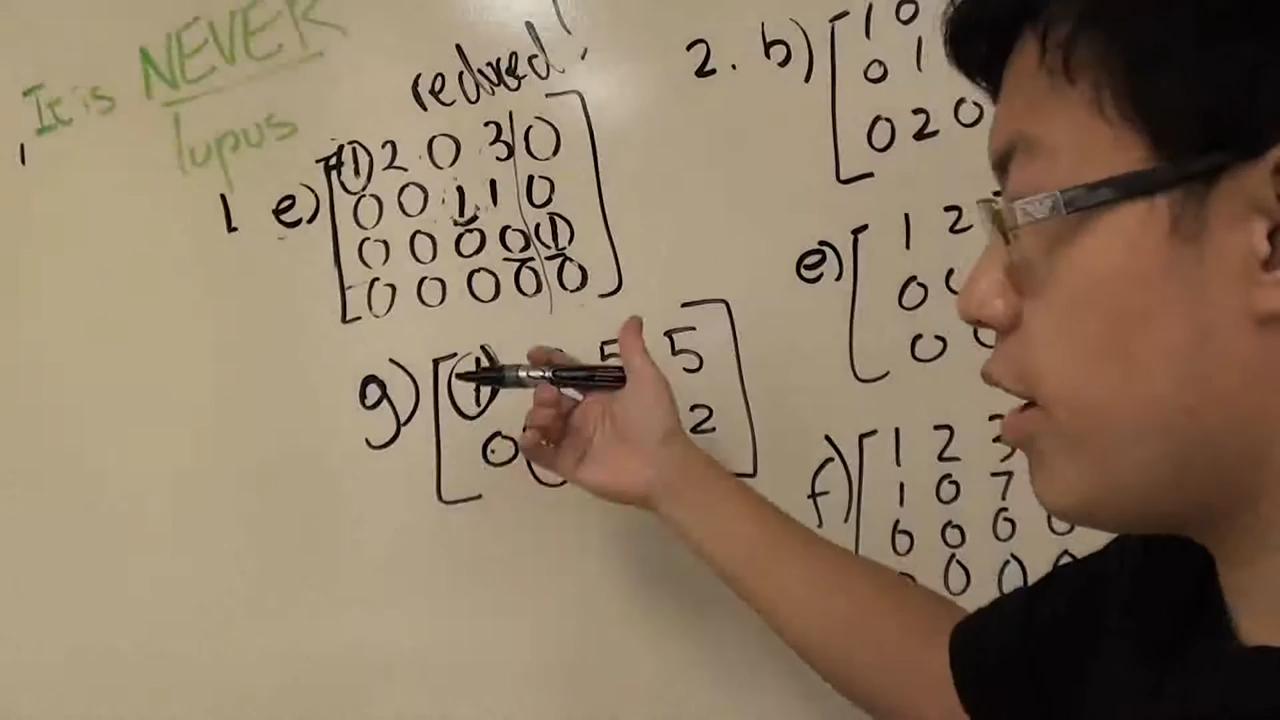 It is NEVER
lupus
reduced!
1 e) [ 1 2 0 3 | 0 ]
0 0 1 1 0
0 0 0 0 1
0 0 0 0 0
g) [ 1 5 5 ]
0 2
2. b) [ 1 0
0 1
0 2 0
e) [ 1 2
0
0 0
f) [ 1 2 3
1 0 7
0 0 0 0
0 0